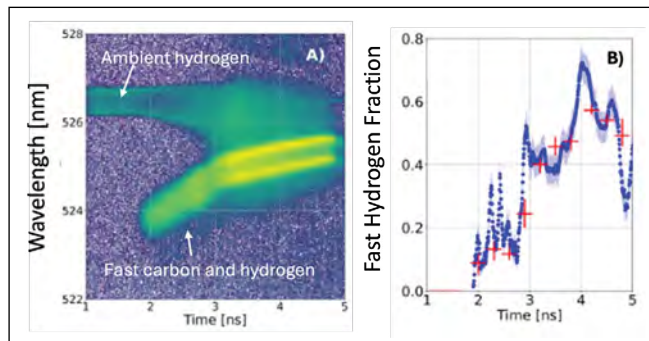 A)
528
Ambient hydrogen
527
526
525
524
522
Wavelength [nm]
Fast carbon and hydrogen
1 2 3 4 5
Time [ns]
B)
0.8
0.6
0.4
0.2
0.0
Fast Hydrogen Fraction
1 2 3 4 5
Time [ns]